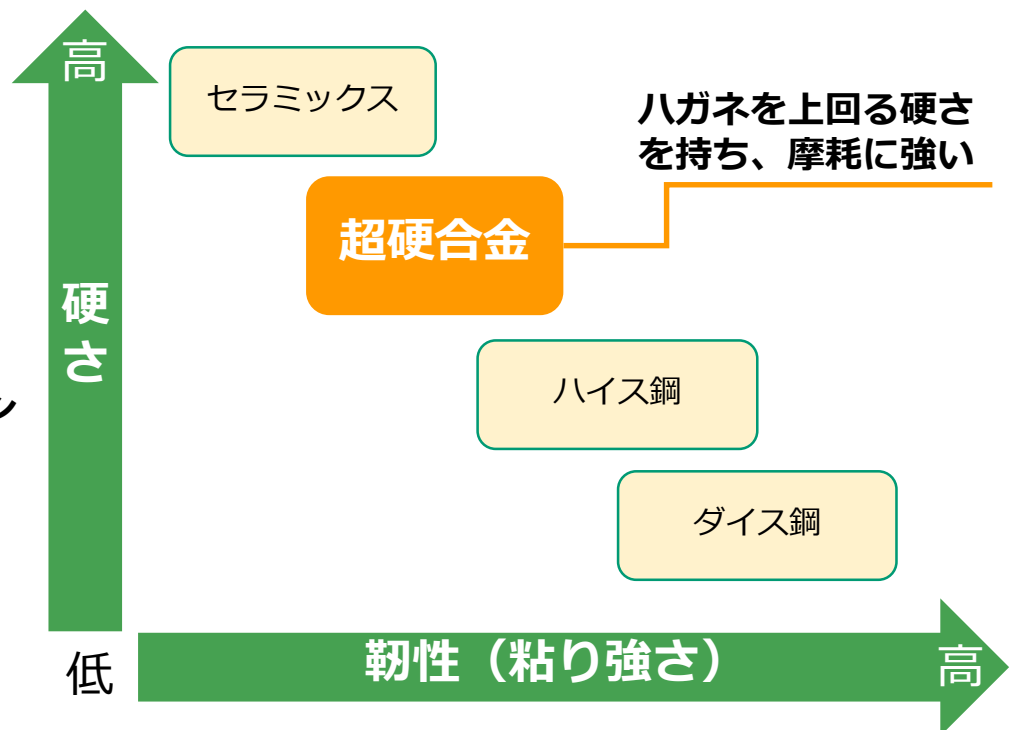 高
セラミックス
ハガネを上回る硬さ
を持ち、摩耗に強い
超硬合金
硬
さ
ハイス鋼
ダイス鋼
低
靭性（粘り強さ）
高